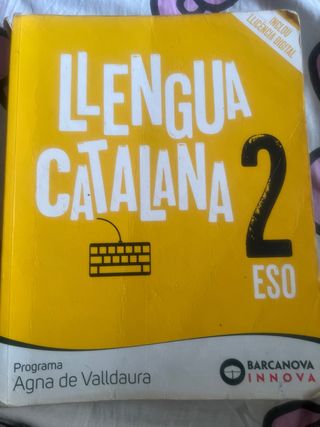 INCLOU
LLICÈNCIA DIGITAL
LLENGUA
CATALANA
2
ESO
Programa
Agna de Valldaura
BARCANOVA
INNOVA